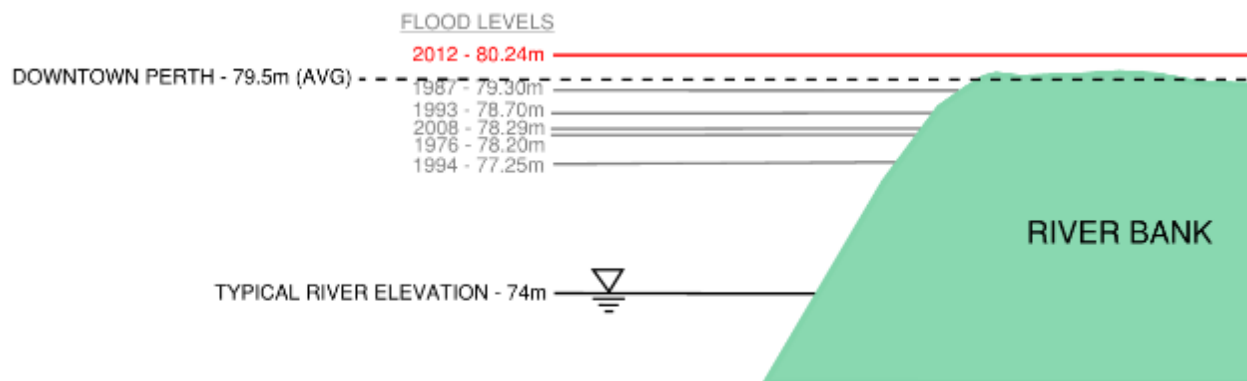 FLOOD LEVELS
2012 - 80.24m
DOWNTOWN PERTH - 79.5m (AVG)
1987 - 79.30m
1993 - 78.70m
2008 - 78.29m
1976 - 78.20m
1994 - 77.25m
RIVER BANK
TYPICAL RIVER ELEVATION - 74m